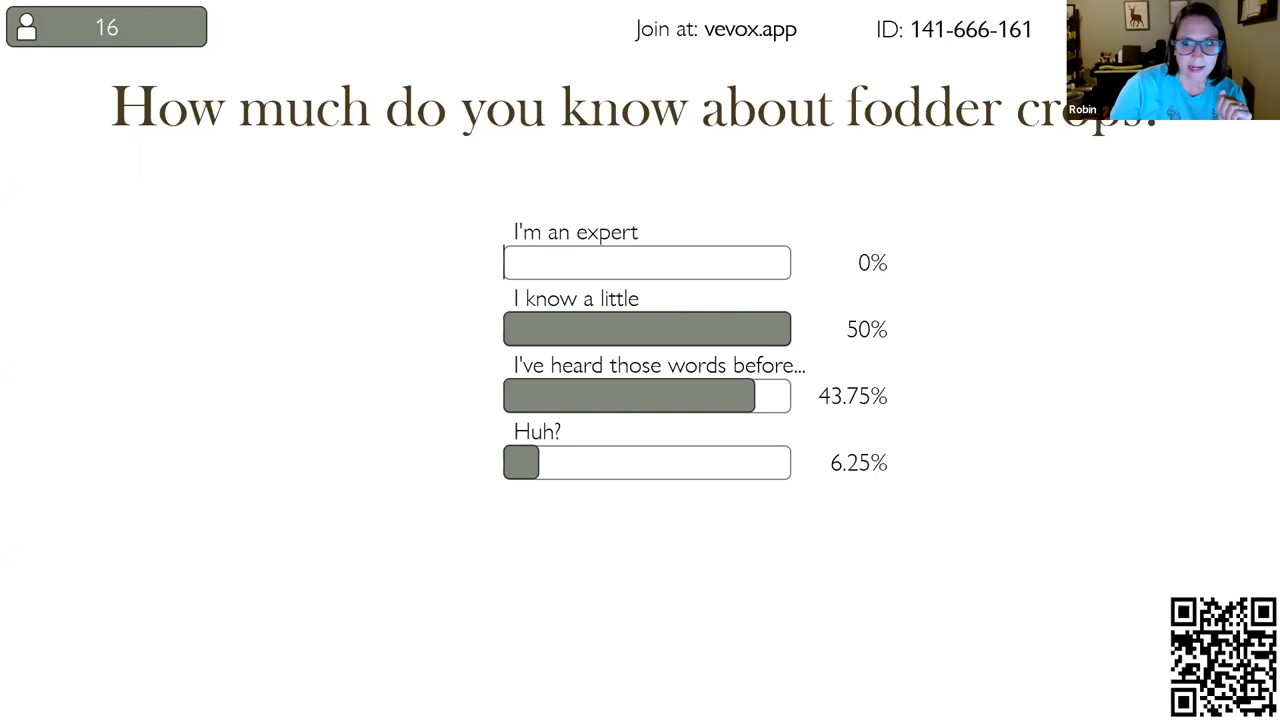 16
Join at: vevox.app
ID: 141-666-161
Robin
How much do you know about fodder crops?
I'm an expert
0%
I know a little
50%
I've heard those words before...
43.75%
Huh?
6.25%